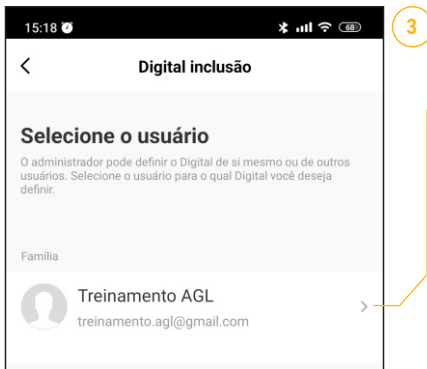 15:18
68
3
Digital inclusão
Selecione o usuário
O administrador pode definir o Digital de si mesmo ou de outros
usuários. Selecione o usuário para o qual Digital você deseja
definir.
Família
Treinamento AGL
treinamento.agl@gmail.com